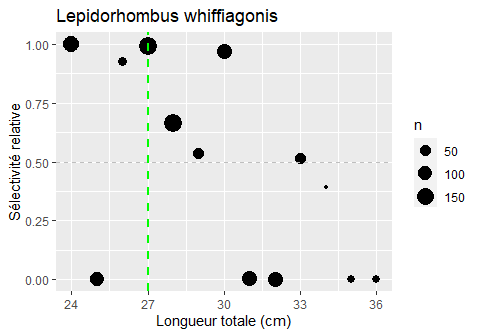 Lepidorhombus whiffiagonis
Sélectivité relative
1.00
0.75
0.50
0.25
0.00
24 27 30 33 36
Longueur totale (cm)
n
50
100
150